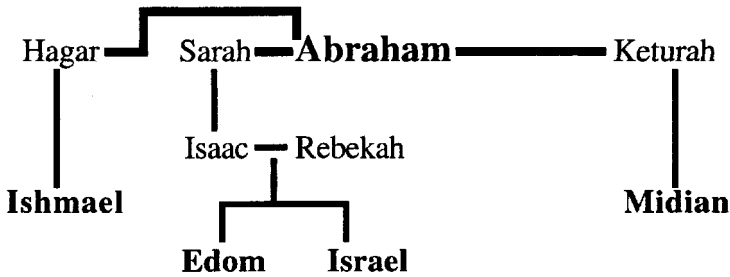 Hagar Sarah Abraham Keturah
Isaac Rebekah
Ishmael Midian
Edom Israel